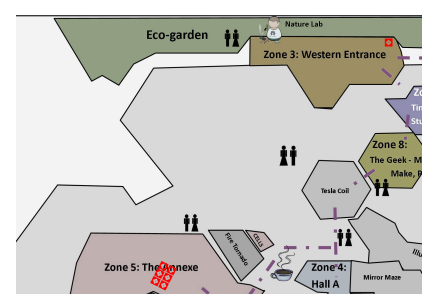 Nature Lab
Eco-garden
Zone 3: Western Entrance
Zone 8:
The Geek - M
Make, P
Tesla Coil
Fire Tornado
CELLS
Zone 5: The Annexe
Zone 4:
Hall A
Mirror Maze